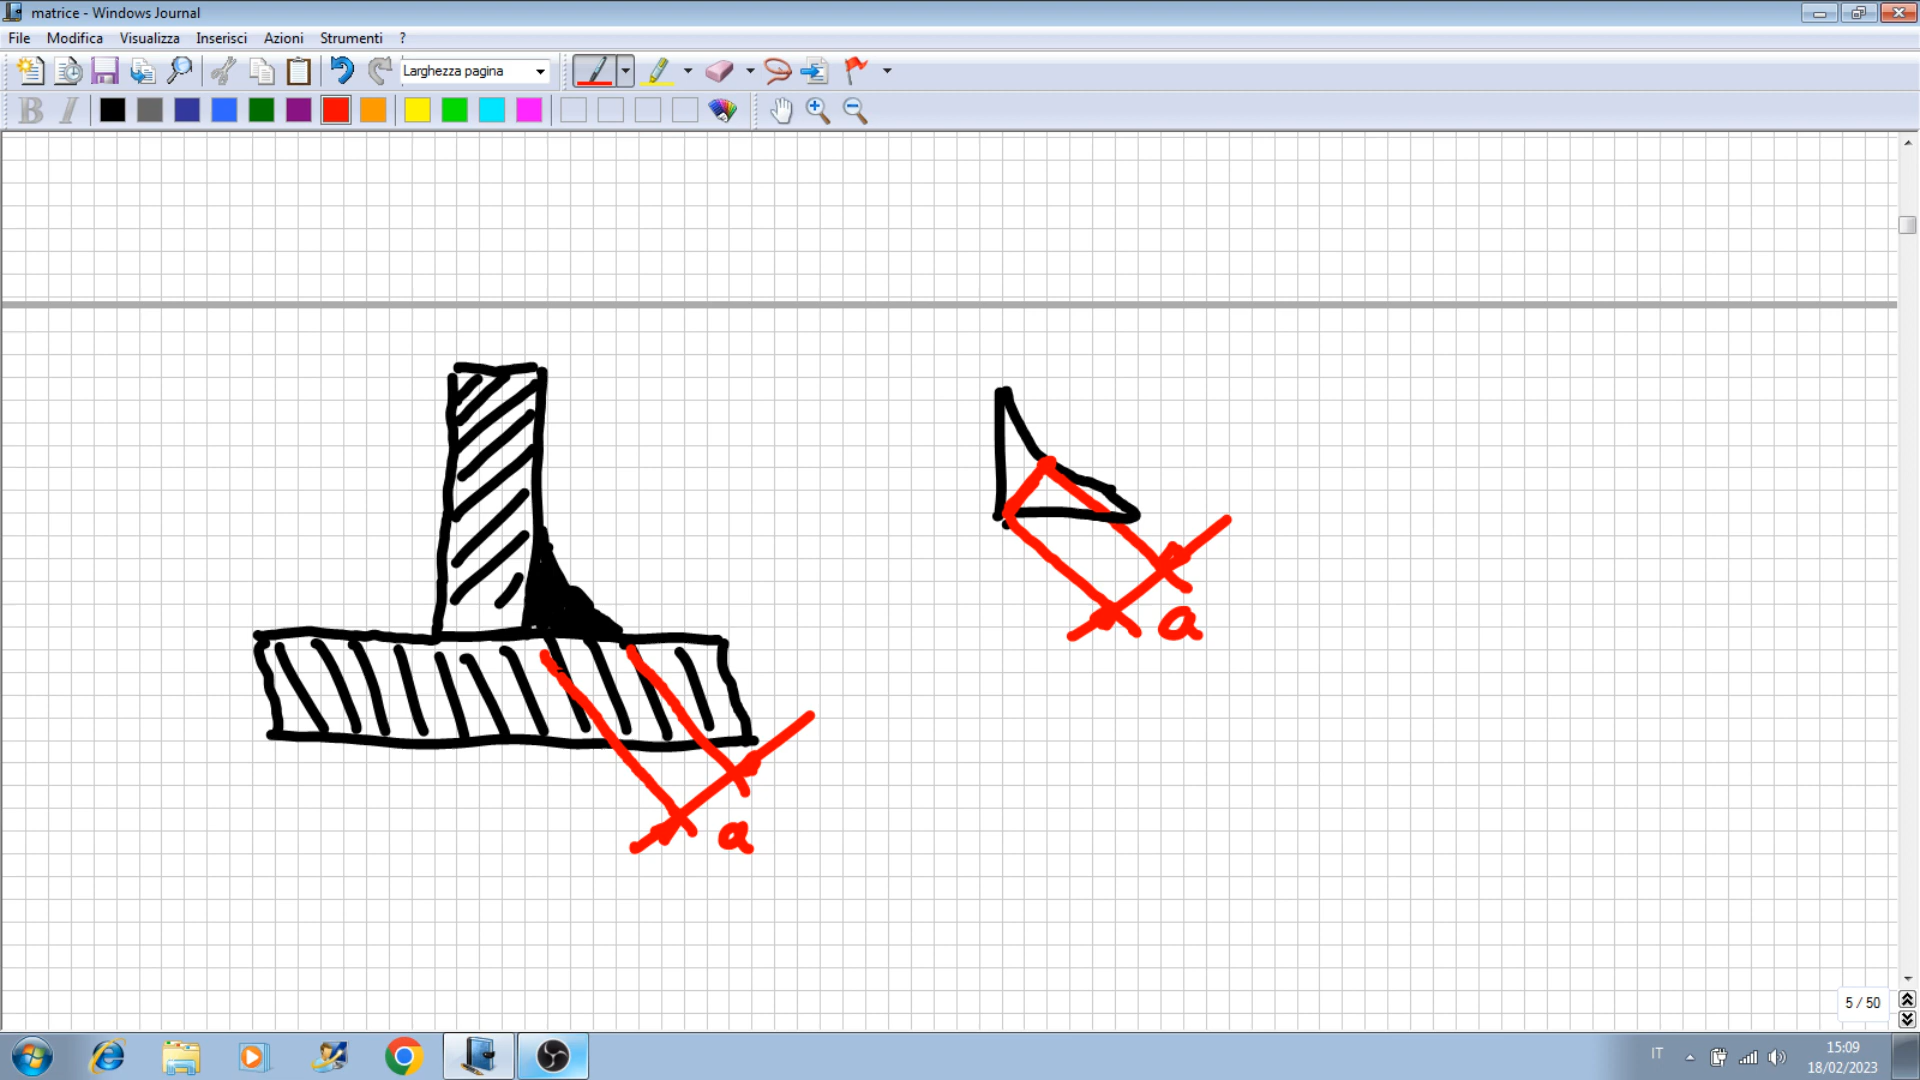 matrice - Windows Journal
File Modifica Visualizza Inserisci Azioni Strumenti ?
Larghezza pagina
B I
a
a
5 / 50
IT
15:09
18/02/2023